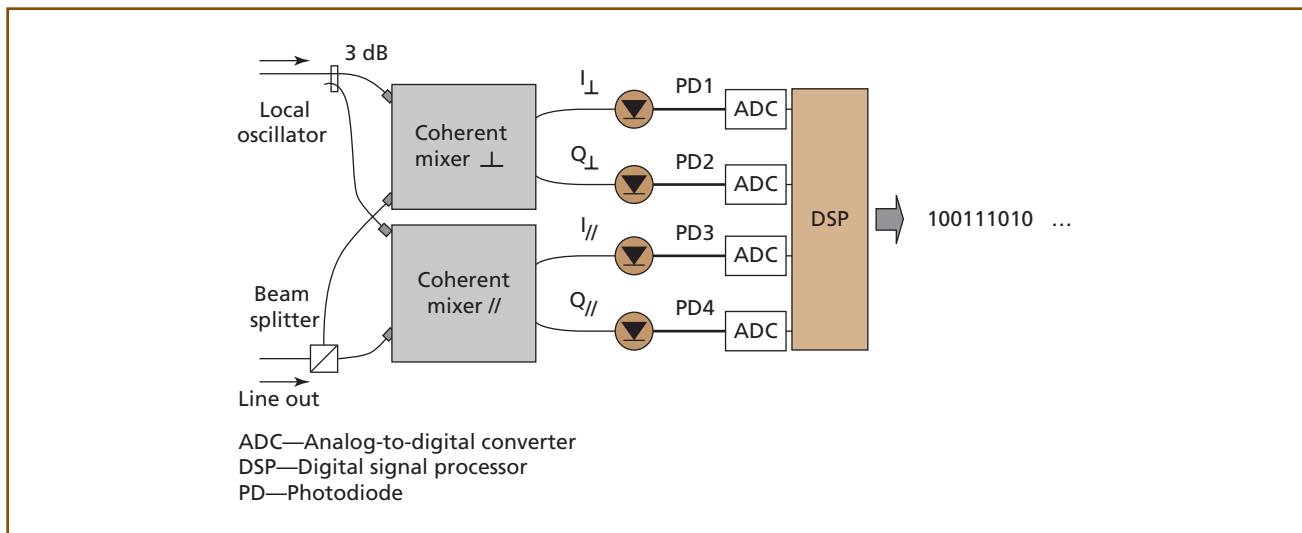 3 dB
Local
oscillator
Coherent
mixer ⊥
I⊥
PD1
ADC
Q⊥
PD2
ADC
DSP
100111010 ...
Coherent
mixer //
I//
PD3
ADC
Q//
PD4
ADC
Beam
splitter
Line out
ADC—Analog-to-digital converter
DSP—Digital signal processor
PD—Photodiode